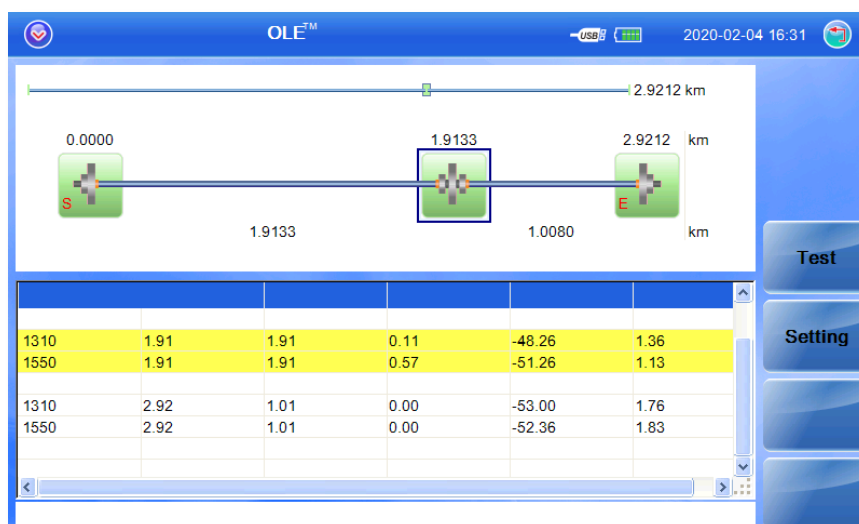 OLE™ USB 2020-02-04 16:31
2.9212 km
0.0000 1.9133 2.9212 km
S E
1.9133 1.0080 km
Test
Setting
1310 1.91 1.91 0.11 -48.26 1.36
1550 1.91 1.91 0.57 -51.26 1.13
1310 2.92 1.01 0.00 -53.00 1.76
1550 2.92 1.01 0.00 -52.36 1.83